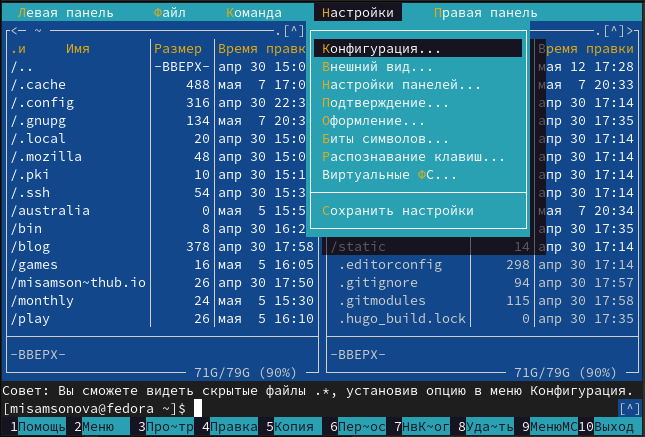 Левая панель Файл Команда Настройки Правая панель
<— ~ .[^] .[^]>
.и Имя Размер Время правки Время правки
/.. -ВВЕРХ- апр 30 15:0 Конфигурация... мая 12 17:28
/.cache 488 мая 7 17:0 Внешний вид... мая 7 20:33
/.config 316 апр 30 22:3 Настройки панелей... апр 30 17:14
/.gnupg 134 мая 7 20:3 Подтверждение... апр 30 17:35
/.local 20 апр 30 15:0 Оформление... апр 30 17:14
/.mozilla 48 апр 30 15:0 Биты символов... апр 30 17:14
/.pki 10 апр 30 15:1 Распознавание клавиш... апр 30 17:14
/.ssh 54 апр 30 15:3 Виртуальные ФС... апр 30 17:14
/australia 0 мая 5 15:5 Сохранить настройки мая 7 20:34
/bin 8 апр 30 16:2 апр 30 17:35
/blog 378 апр 30 17:58 /static 14 апр 30 17:14
/games 16 мая 5 16:05 .editorconfig 298 апр 30 17:14
/misamson~thub.io 26 апр 30 17:50 .gitignore 94 апр 30 17:57
/monthly 24 мая 5 15:30 .gitmodules 115 апр 30 17:58
/play 26 мая 5 16:10 .hugo_build.lock 0 апр 30 17:35
-ВВЕРХ- -ВВЕРХ-
71G/79G (90%) 71G/79G (90%)
Совет: Вы сможете видеть скрытые файлы .*, установив опцию в меню Конфигурация.
[misamsonova@fedora ~]$ [^]
1Помощь 2Меню 3Про~тр 4Правка 5Копия 6Пер~ос 7НвК~ог 8Уда~ть 9МенюМС 10Выход